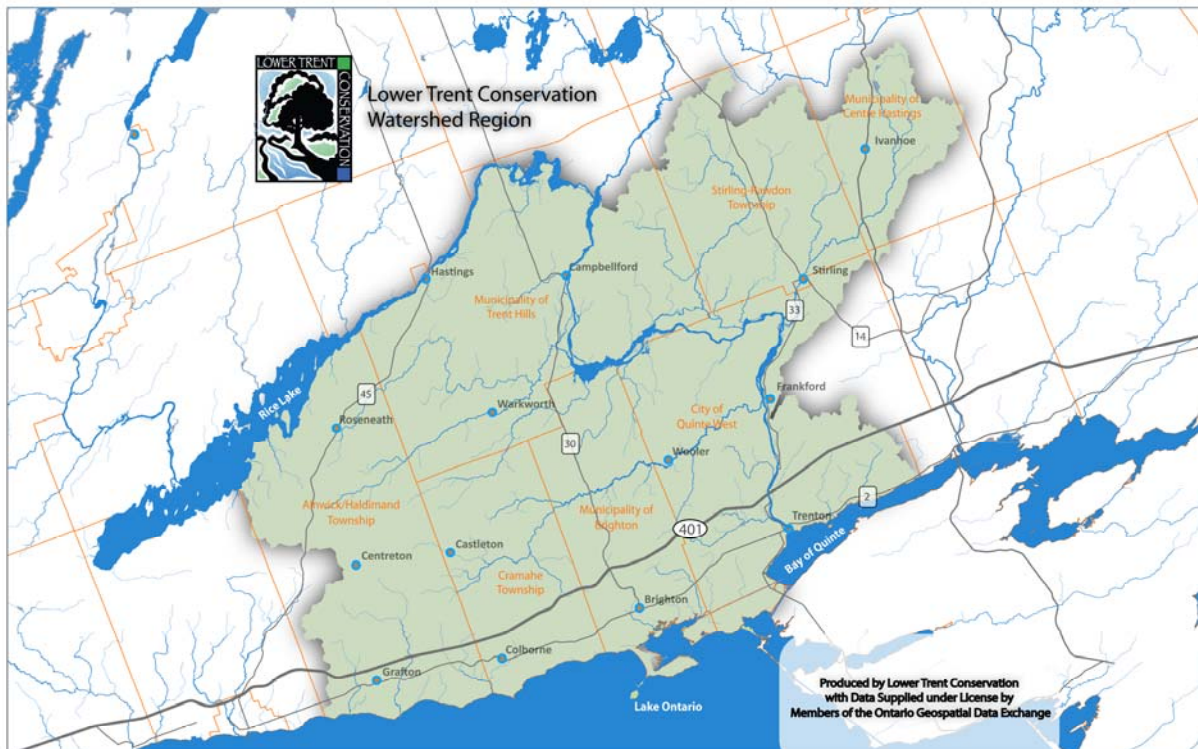 LOWER TRENT
CONSERVATION
Lower Trent Conservation
Watershed Region
Municipality of
Centre Hastings
Ivanhoe
Stirling-Rawdon
Township
Hastings
Campbellford
Stirling
Municipality of
Trent Hills
33
14
Rice Lake
45
Roseneath
Warkworth
Frankford
City of
Quinte West
30
Wooler
2
Alnwick/Haldimand
Township
Municipality of
Brighton
Trenton
401
Bay of Quinte
Centreton
Castleton
Cramahe
Township
Brighton
Colborne
Grafton
Lake Ontario
Produced by Lower Trent Conservation
with Data Supplied under License by
Members of the Ontario Geospatial Data Exchange